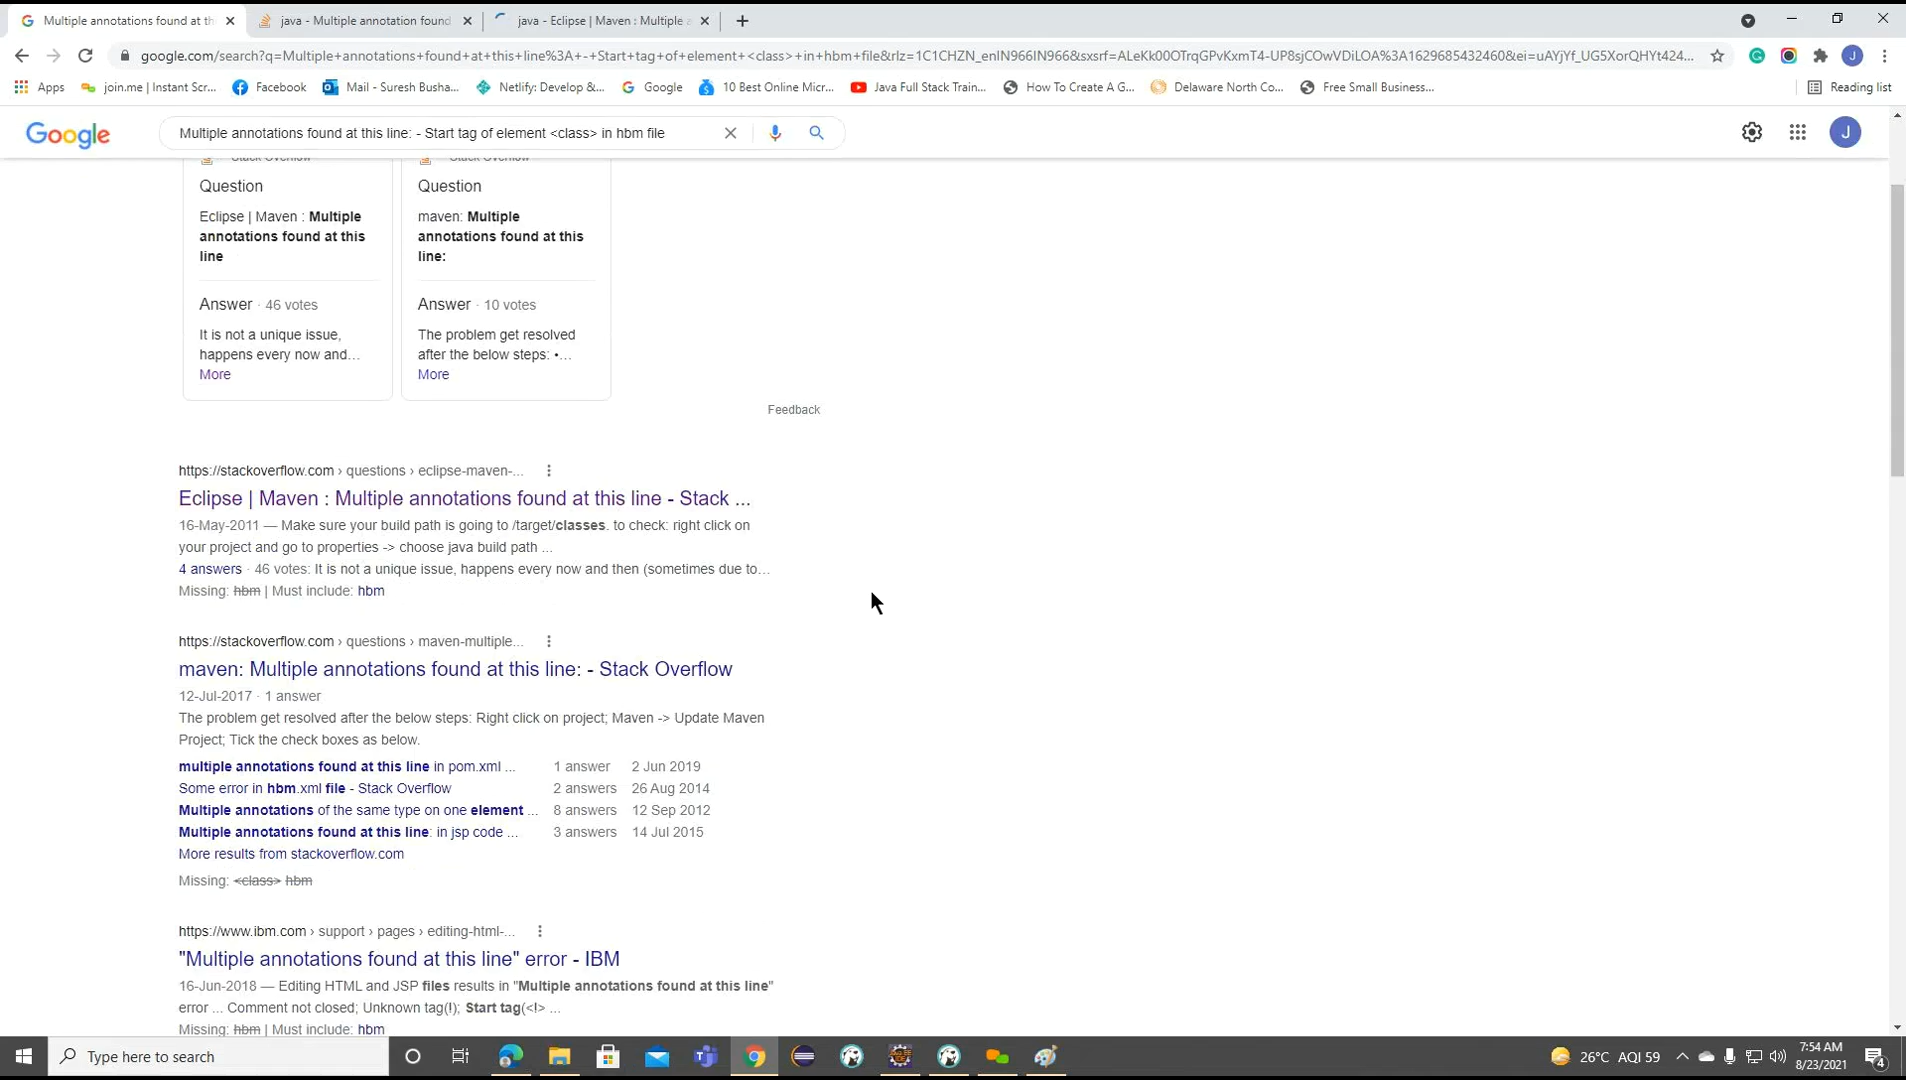 Multiple annotations found at th
java - Multiple annotation found
java - Eclipse | Maven : Multiple a
google.com/search?q=Multiple+annotations+found+at+this+line%3A+-+Start+tag+of+element+<class>+in+hbm+file&rlz=1C1CHZN_enIN966IN966&sxsrf=ALeKk00OTrqGPvKxmT4-UP8sjCOwVDiLOA%3A1629685432460&ei=uAYjYf_UG5XorQHYt424...
Apps
join.me | Instant Scr...
Facebook
Mail - Suresh Busha...
Netlify: Develop &...
Google
10 Best Online Micr...
Java Full Stack Train...
How To Create A G...
Delaware North Co...
Free Small Business...
Reading list
Google
Multiple annotations found at this line: - Start tag of element <class> in hbm file
J
Stack Overflow
Stack Overflow
Question
Eclipse | Maven : Multiple
annotations found at this
line
Answer · 46 votes
It is not a unique issue,
happens every now and...
More
Question
maven: Multiple
annotations found at this
line:
Answer · 10 votes
The problem get resolved
after the below steps: •...
More
Feedback
https://stackoverflow.com › questions › eclipse-maven-...
Eclipse | Maven : Multiple annotations found at this line - Stack ...
16-May-2011 — Make sure your build path is going to /target/classes. to check: right click on
your project and go to properties -> choose java build path ...
4 answers · 46 votes: It is not a unique issue, happens every now and then (sometimes due to...
Missing: hbm | Must include: hbm
https://stackoverflow.com › questions › maven-multiple...
maven: Multiple annotations found at this line: - Stack Overflow
12-Jul-2017 · 1 answer
The problem get resolved after the below steps: Right click on project; Maven -> Update Maven
Project; Tick the check boxes as below.
multiple annotations found at this line in pom.xml ... 1 answer 2 Jun 2019
Some error in hbm.xml file - Stack Overflow 2 answers 26 Aug 2014
Multiple annotations of the same type on one element ... 8 answers 12 Sep 2012
Multiple annotations found at this line: in jsp code ... 3 answers 14 Jul 2015
More results from stackoverflow.com
Missing: <class> hbm
https://www.ibm.com › support › pages › editing-html-...
"Multiple annotations found at this line" error - IBM
16-Jun-2018 — Editing HTML and JSP files results in "Multiple annotations found at this line"
error ... Comment not closed; Unknown tag(!); Start tag(<!> ...
Missing: hbm | Must include: hbm
Type here to search
26°C AQI 59
7:54 AM
8/23/2021
4